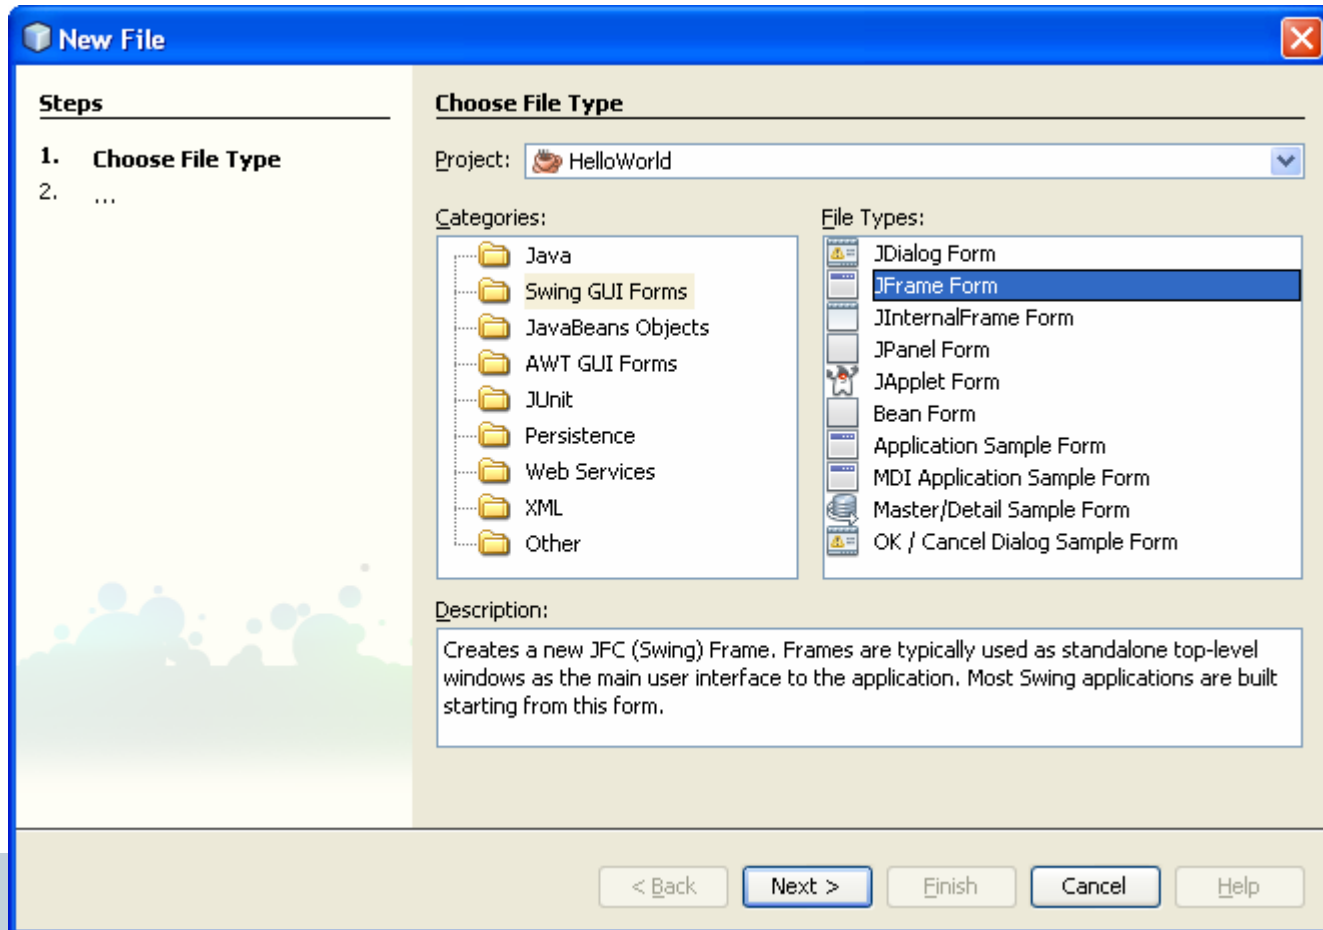 New File
Steps
1. Choose File Type
2. ...
Choose File Type
Project: HelloWorld
Categories:
Java
Swing GUI Forms
JavaBeans Objects
AWT GUI Forms
JUnit
Persistence
Web Services
XML
Other
File Types:
JDialog Form
JFrame Form
JInternalFrame Form
JPanel Form
JApplet Form
Bean Form
Application Sample Form
MDI Application Sample Form
Master/Detail Sample Form
OK / Cancel Dialog Sample Form
Description:
Creates a new JFC (Swing) Frame. Frames are typically used as standalone top-level
windows as the main user interface to the application. Most Swing applications are built
starting from this form.
< Back Next > Finish Cancel Help